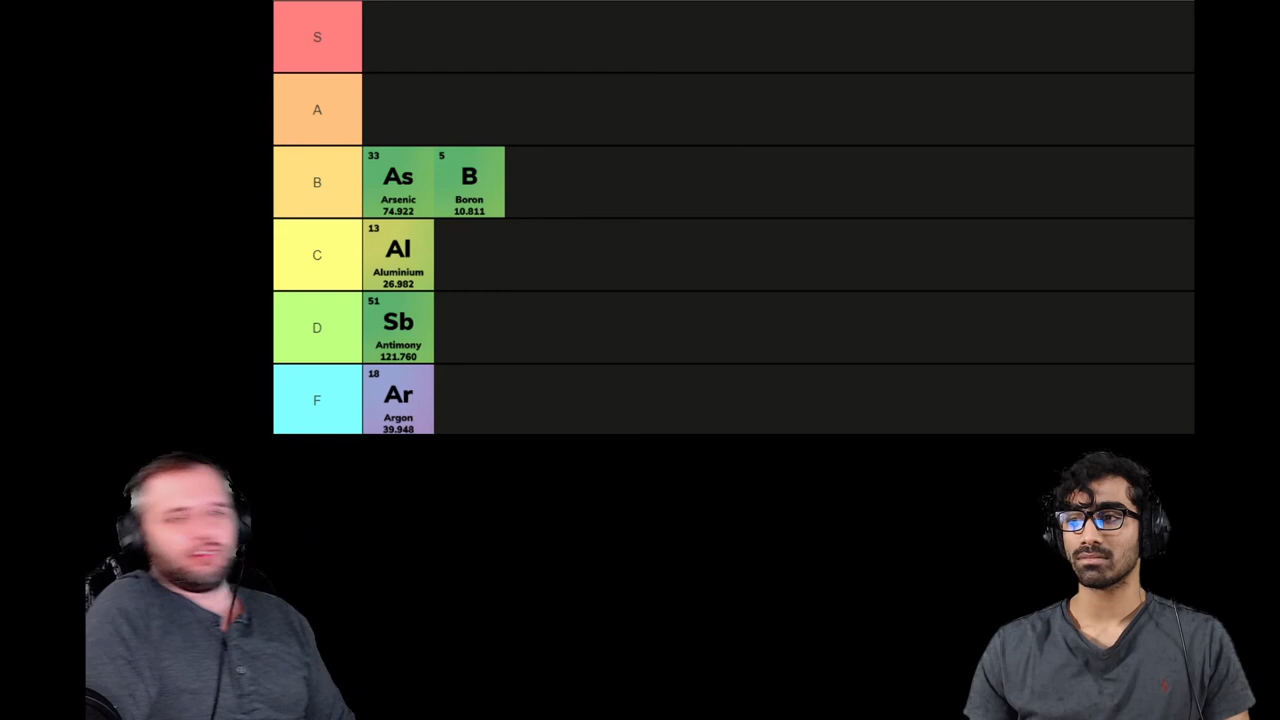 S
A
B
33
As
Arsenic
74.922
5
B
Boron
10.811
C
13
Al
Aluminium
26.982
D
51
Sb
Antimony
121.760
F
18
Ar
Argon
39.948